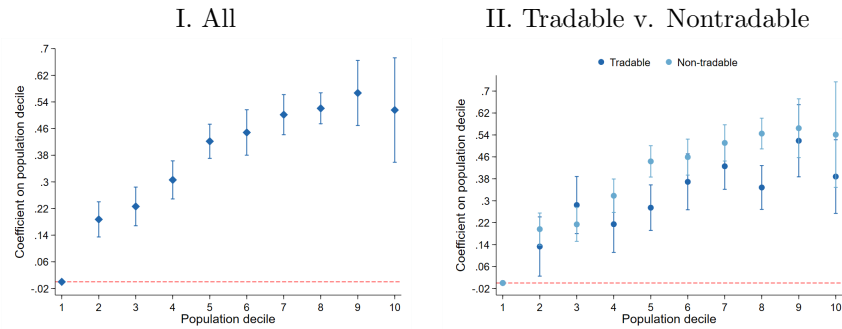 I. All
Coefficient on population decile
.7
.62
.54
.46
.38
.3
.22
.14
.06
-.02
1 2 3 4 5 6 7 8 9 10
Population decile
II. Tradable v. Nontradable
Tradable Non-tradable
Coefficient on population decile
.7
.62
.54
.46
.38
.3
.22
.14
.06
-.02
1 2 3 4 5 6 7 8 9 10
Population decile